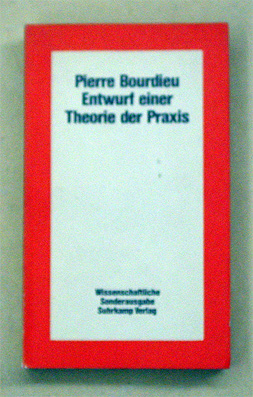 Pierre Bourdieu
Entwurf einer
Theorie der Praxis
Wissenschaftliche
Sonderausgabe
Suhrkamp Verlag